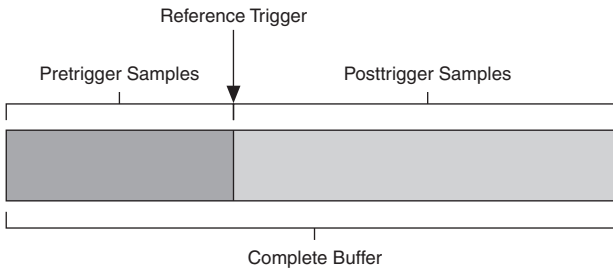 Reference Trigger
Pretrigger Samples
Posttrigger Samples
Complete Buffer